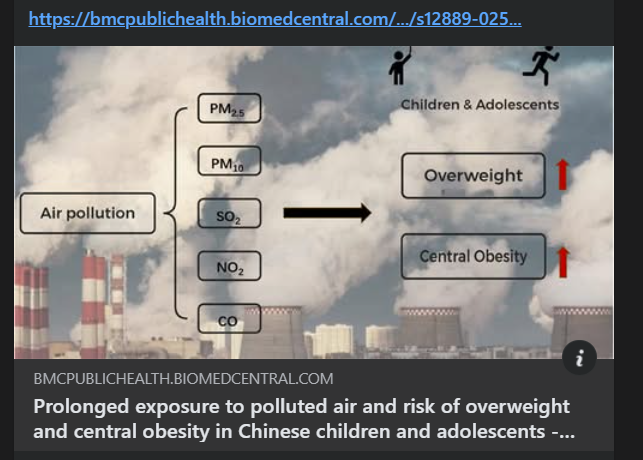 https://bmcpublichealth.biomedcentral.com/.../s12889-025...
Children & Adolescents
PM2.5
PM10
Air pollution
SO2
NO2
CO
Overweight
Central Obesity
i
BMCPUBLICHEALTH.BIOMEDCENTRAL.COM
Prolonged exposure to polluted air and risk of overweight
and central obesity in Chinese children and adolescents -...